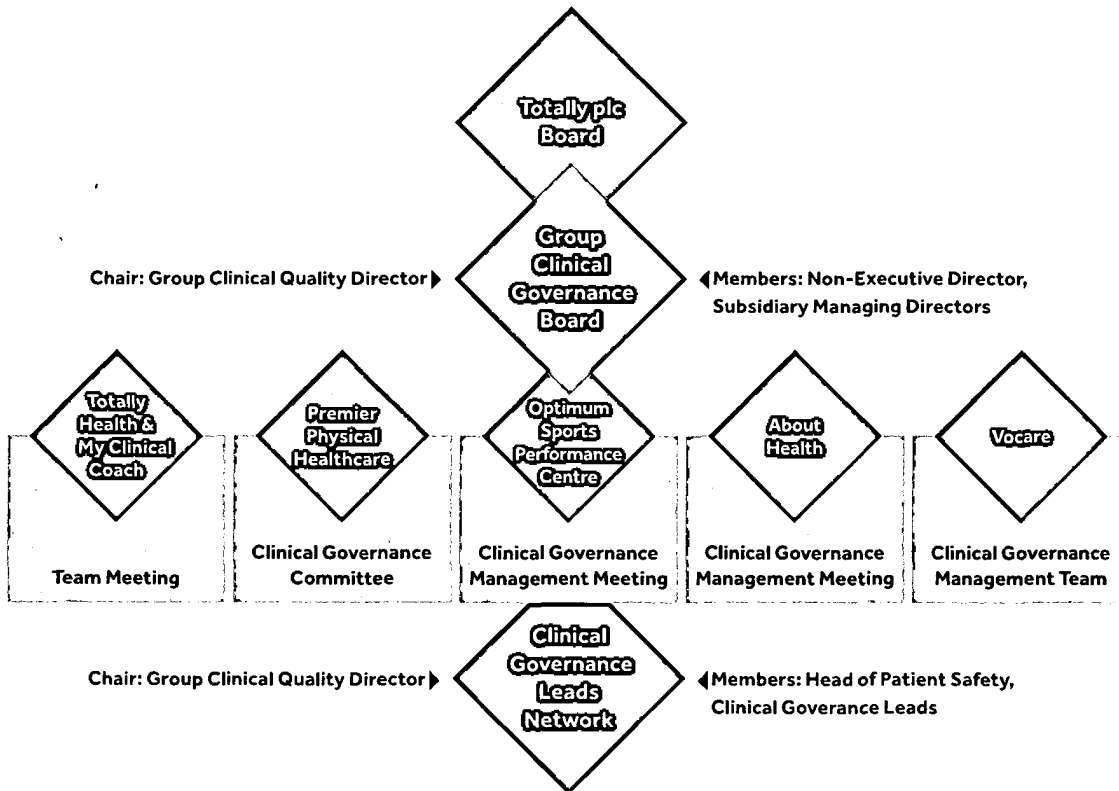 Totally plc
Board
Group
Clinical
Governance
Board
Chair: Group Clinical Quality Director
Members: Non-Executive Director,
Subsidiary Managing Directors
Totally
Health &
My Clinical
Coach
Premier
Physical
Healthcare
Optimum
Sports
Performance
Centre
About
Health
Vocare
Team Meeting
Clinical Governance
Committee
Clinical Governance
Management Meeting
Clinical Governance
Management Meeting
Clinical Governance
Management Team
Clinical
Governance
Leads
Network
Chair: Group Clinical Quality Director
Members: Head of Patient Safety,
Clinical Goverance Leads